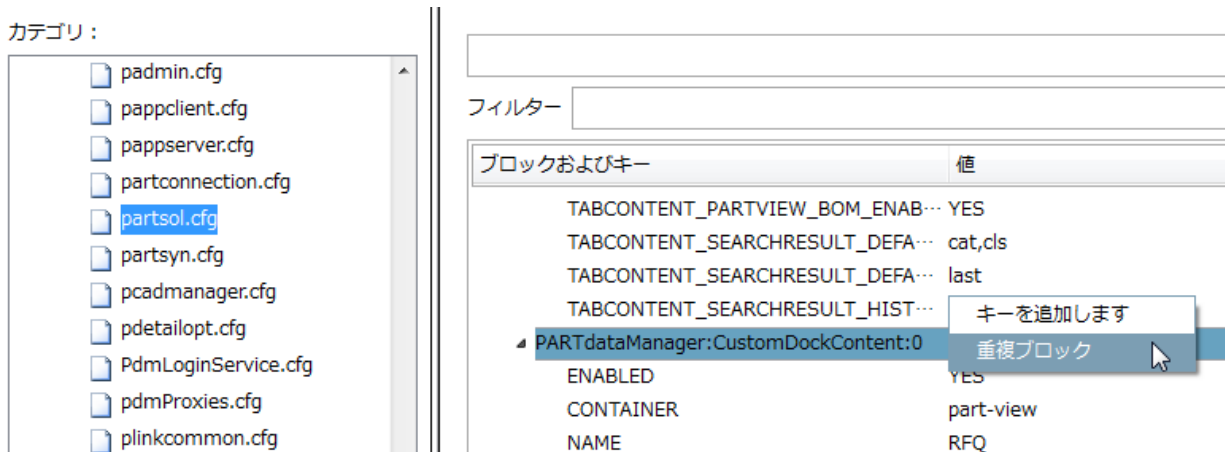 カテゴリ：
padmin.cfg
pappclient.cfg
pappserver.cfg
partconnection.cfg
partsol.cfg
partsyn.cfg
pcadmanager.cfg
pdetailopt.cfg
PdmLoginService.cfg
pdmProxies.cfg
plinkcommon.cfg
フィルター
ブロックおよびキー 値
TABCONTENT_PARTVIEW_BOM_ENAB… YES
TABCONTENT_SEARCHRESULT_DEFA… cat,cls
TABCONTENT_SEARCHRESULT_DEFA… last
TABCONTENT_SEARCHRESULT_HIST…
キーを追加します
PARTdataManager:CustomDockContent:0
重複ブロック
ENABLED YES
CONTAINER part-view
NAME RFQ